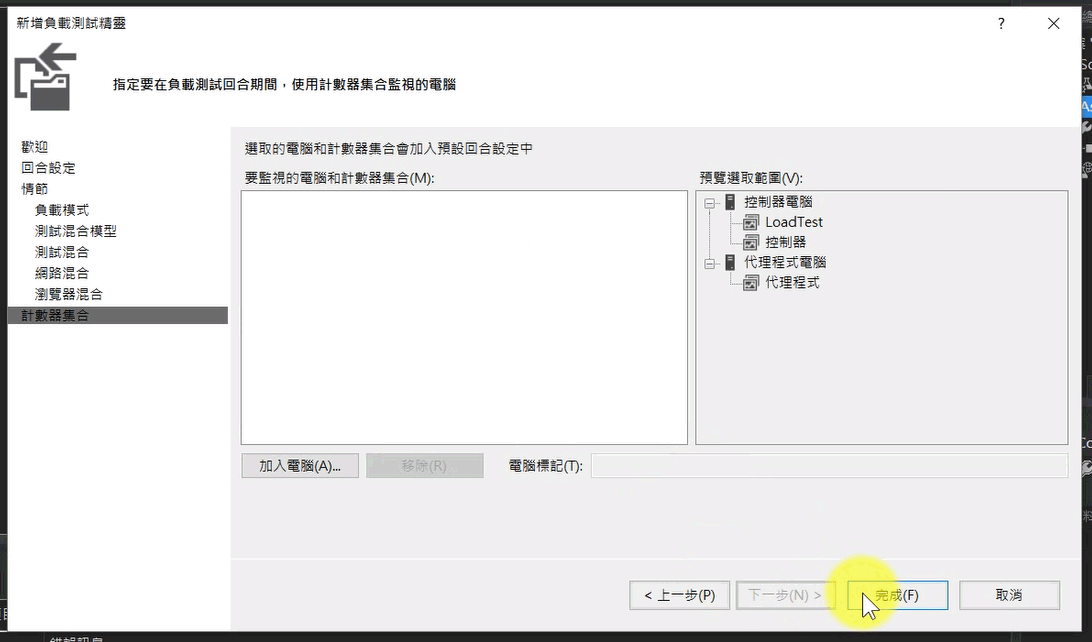 新增負載測試精靈
?
指定要在負載測試回合期間，使用計數器集合監視的電腦
歡迎
回合設定
情節
負載模式
測試混合模型
測試混合
網路混合
瀏覽器混合
計數器集合
選取的電腦和計數器集合會加入預設回合設定中
要監視的電腦和計數器集合(M):
預覽選取範圍(V):
控制器電腦
LoadTest
控制器
代理程式電腦
代理程式
加入電腦(A)...
移除(R)
電腦標記(T):
< 上一步(P)
下一步(N) >
完成(F)
取消